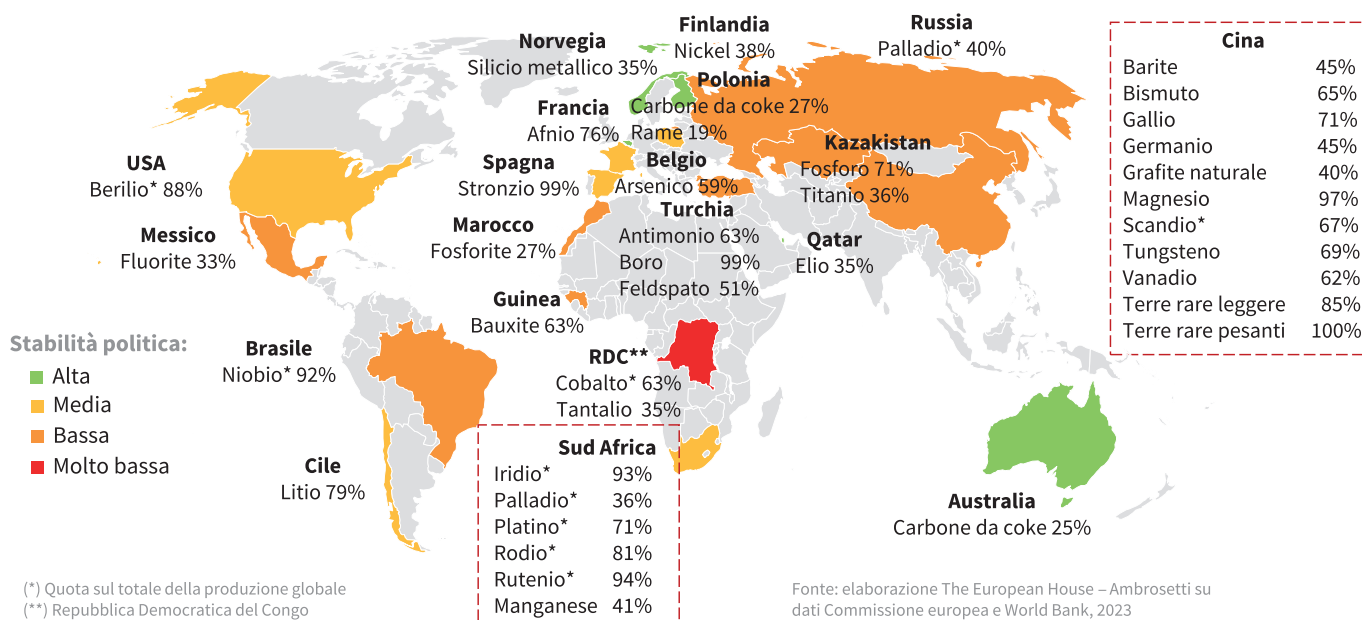 Norvegia
Silicio metallico 35%
Finlandia
Nickel 38%
Russia
Palladio* 40%
Polonia
Carbone da coke 27%
Rame 19%
Francia
Afnio 76%
Spagna
Stronzio 99%
Belgio
Arsenico 59%
Kazakistan
Fosforo 71%
Titanio 36%
USA
Berilio* 88%
Messico
Fluorite 33%
Marocco
Fosforite 27%
Turchia
Antimonio 63%
Boro 99%
Feldspato 51%
Qatar
Elio 35%
Guinea
Bauxite 63%
Cina
Barite 45%
Bismuto 65%
Gallio 71%
Germanio 45%
Grafite naturale 40%
Magnesio 97%
Scandio* 67%
Tungsteno 69%
Vanadio 62%
Terre rare leggere 85%
Terre rare pesanti 100%
Stabilità politica:
Alta
Media
Bassa
Molto bassa
Brasile
Niobio* 92%
RDC**
Cobalto* 63%
Tantalio 35%
Cile
Litio 79%
Sud Africa
Iridio* 93%
Palladio* 36%
Platino* 71%
Rodio* 81%
Rutenio* 94%
Manganese 41%
Australia
Carbone da coke 25%
(*) Quota sul totale della produzione globale
(**) Repubblica Democratica del Congo
Fonte: elaborazione The European House – Ambrosetti su
dati Commissione europea e World Bank, 2023